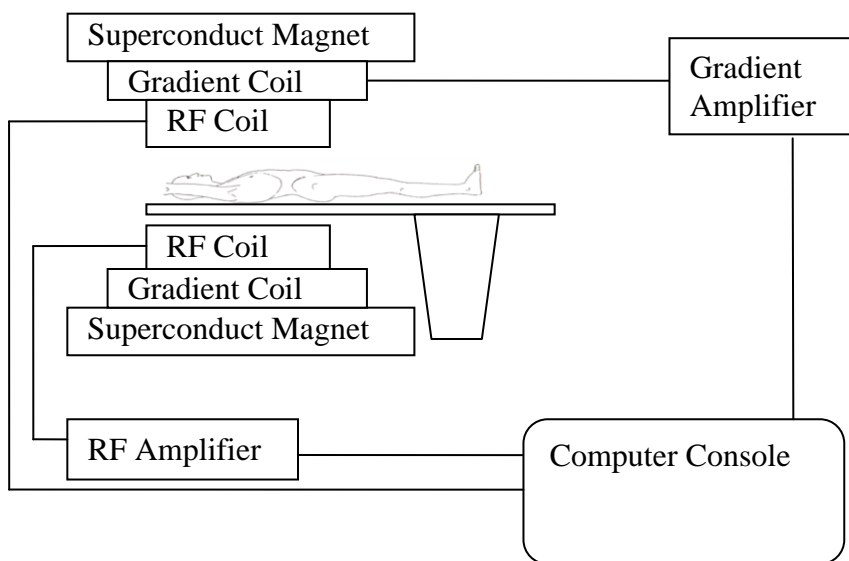 Superconduct Magnet
Gradient Coil
RF Coil
Gradient
Amplifier
RF Coil
Gradient Coil
Superconduct Magnet
RF Amplifier
Computer Console